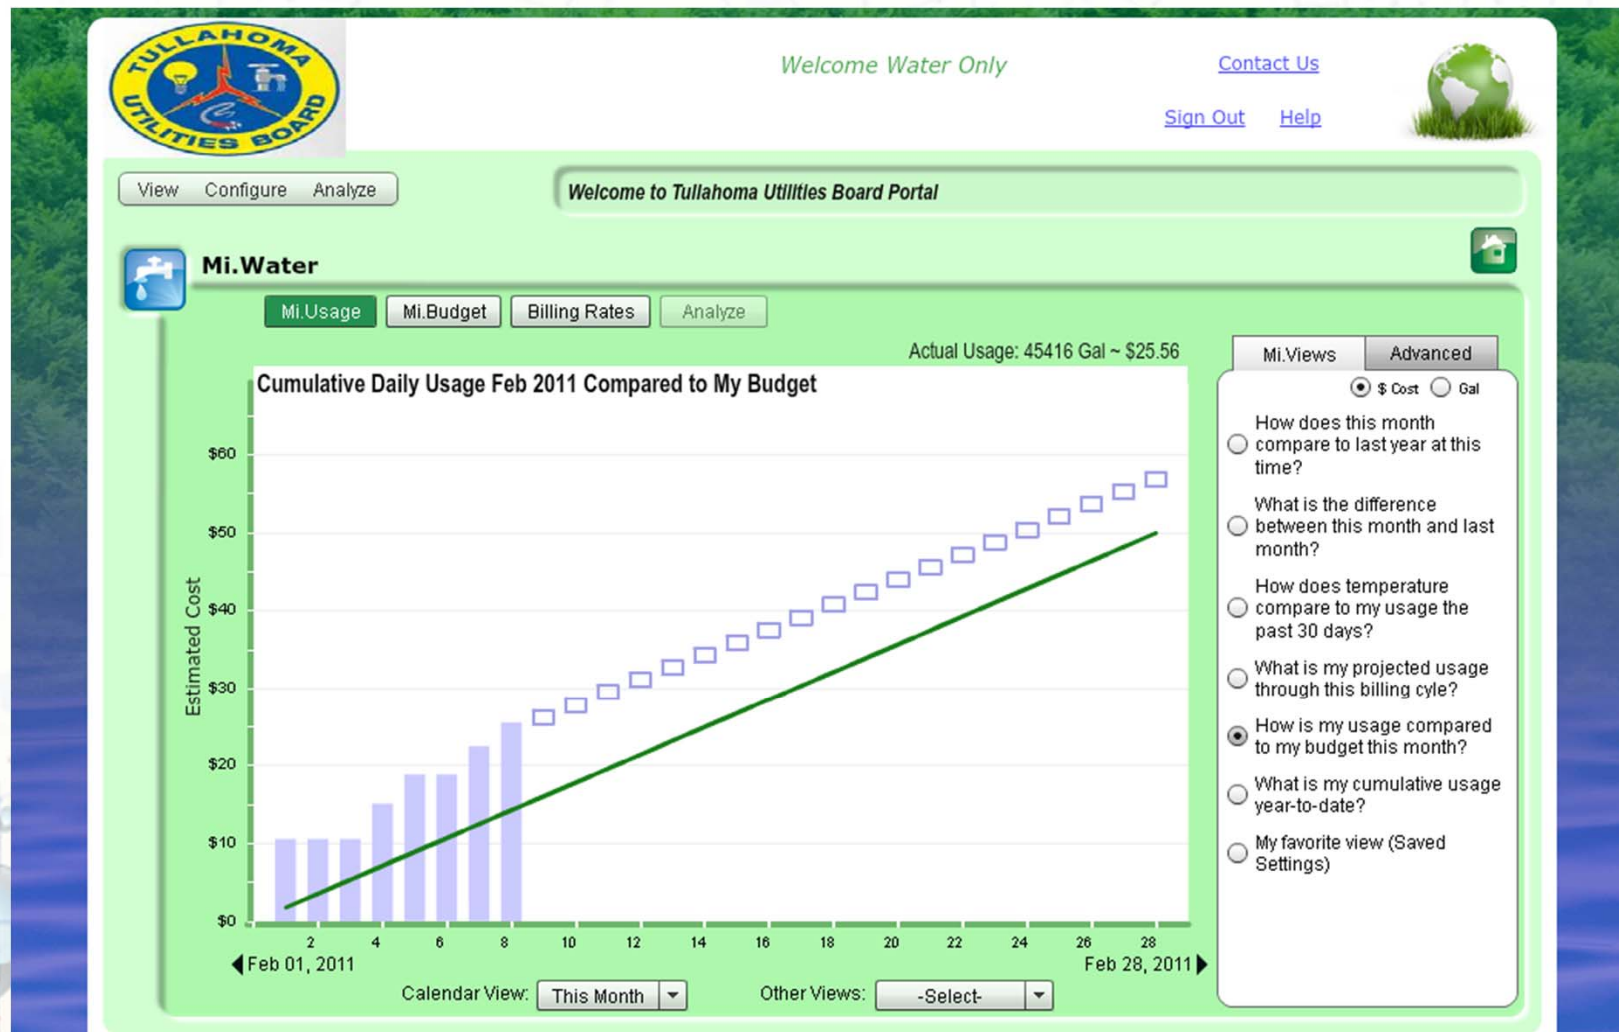 TULLAHOMA
UTILITIES BOARD
Welcome Water Only
Contact Us
Sign Out Help
View Configure Analyze
Welcome to Tullahoma Utilities Board Portal
Mi.Water
Mi.Usage Mi.Budget Billing Rates Analyze
Actual Usage: 45416 Gal ~ $25.56
Cumulative Daily Usage Feb 2011 Compared to My Budget
Estimated Cost
$60
$50
$40
$30
$20
$10
$0
2 4 6 8 10 12 14 16 18 20 22 24 26 28
Feb 01, 2011 Feb 28, 2011
Calendar View: This Month Other Views: -Select-
Mi.Views Advanced
$ Cost Gal
How does this month
compare to last year at this
time?
What is the difference
between this month and last
month?
How does temperature
compare to my usage the
past 30 days?
What is my projected usage
through this billing cyle?
How is my usage compared
to my budget this month?
What is my cumulative usage
year-to-date?
My favorite view (Saved
Settings)